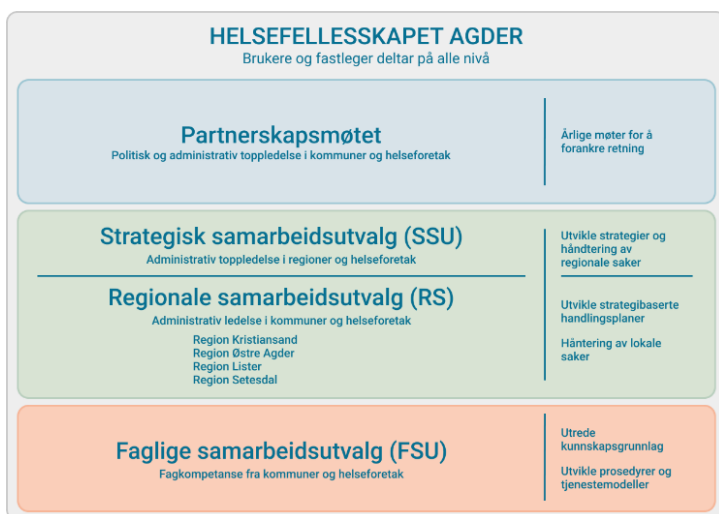 HELSEFELLESSKAPET AGDER
Brukere og fastleger deltar på alle nivå
Partnerskapsmøtet
Politisk og administrativ toppledelse i kommuner og helseforetak
Årlige møter for å
forankre retning
Strategisk samarbeidsutvalg (SSU)
Administrativ toppledelse i regioner og helseforetak
Utvikle strategier og
håndtering av
regionale saker
Regionale samarbeidsutvalg (RS)
Administrativ ledelse i kommuner og helseforetak
Region Kristiansand
Region Østre Agder
Region Lister
Region Setesdal
Utvikle strategibaserte
handlingsplaner
Håntering av lokale
saker
Faglige samarbeidsutvalg (FSU)
Fagkompetanse fra kommuner og helseforetak
Utrede
kunnskapsgrunnlag
Utvikle prosedyrer og
tjenestemodeller